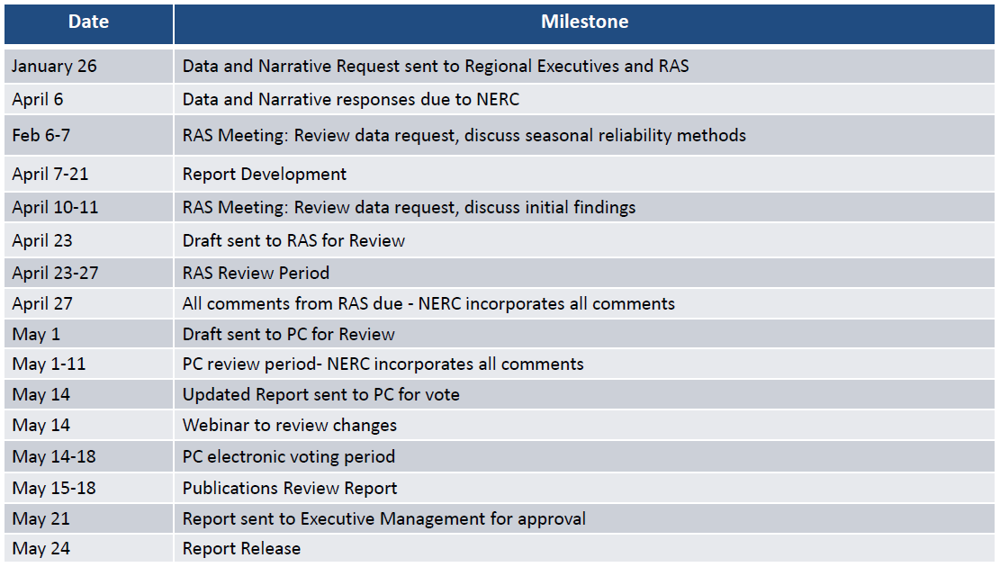 Date Milestone
January 26 Data and Narrative Request sent to Regional Executives and RAS
April 6 Data and Narrative responses due to NERC
Feb 6-7 RAS Meeting: Review data request, discuss seasonal reliability methods
April 7-21 Report Development
April 10-11 RAS Meeting: Review data request, discuss initial findings
April 23 Draft sent to RAS for Review
April 23-27 RAS Review Period
April 27 All comments from RAS due - NERC incorporates all comments
May 1 Draft sent to PC for Review
May 1-11 PC review period- NERC incorporates all comments
May 14 Updated Report sent to PC for vote
May 14 Webinar to review changes
May 14-18 PC electronic voting period
May 15-18 Publications Review Report
May 21 Report sent to Executive Management for approval
May 24 Report Release